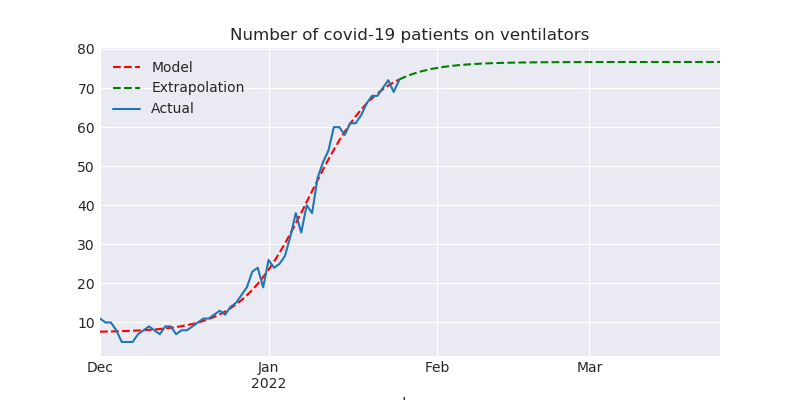 Number of covid-19 patients on ventilators
80
70
60
50
40
30
20
10
Model
Extrapolation
Actual
Dec
Jan
2022
Feb
Mar